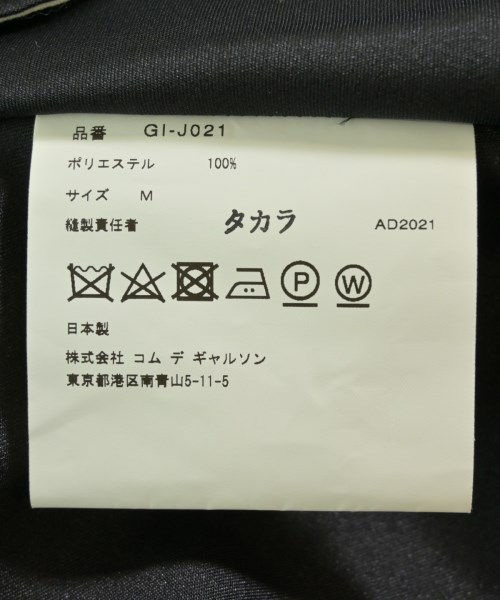 品番 GI-J021
ポリエステル 100%
サイズ M
縫製責任者 タカラ AD2021
P W
日本製
株式会社 コム デ ギャルソン
東京都港区南青山5-11-5